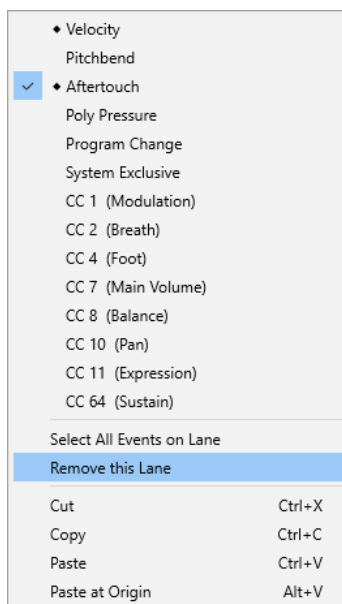 ◆ Velocity
Pitchbend
✓ ◆ Aftertouch
Poly Pressure
Program Change
System Exclusive
CC 1 (Modulation)
CC 2 (Breath)
CC 4 (Foot)
CC 7 (Main Volume)
CC 8 (Balance)
CC 10 (Pan)
CC 11 (Expression)
CC 64 (Sustain)
Select All Events on Lane
Remove this Lane
Cut Ctrl+X
Copy Ctrl+C
Paste Ctrl+V
Paste at Origin Alt+V